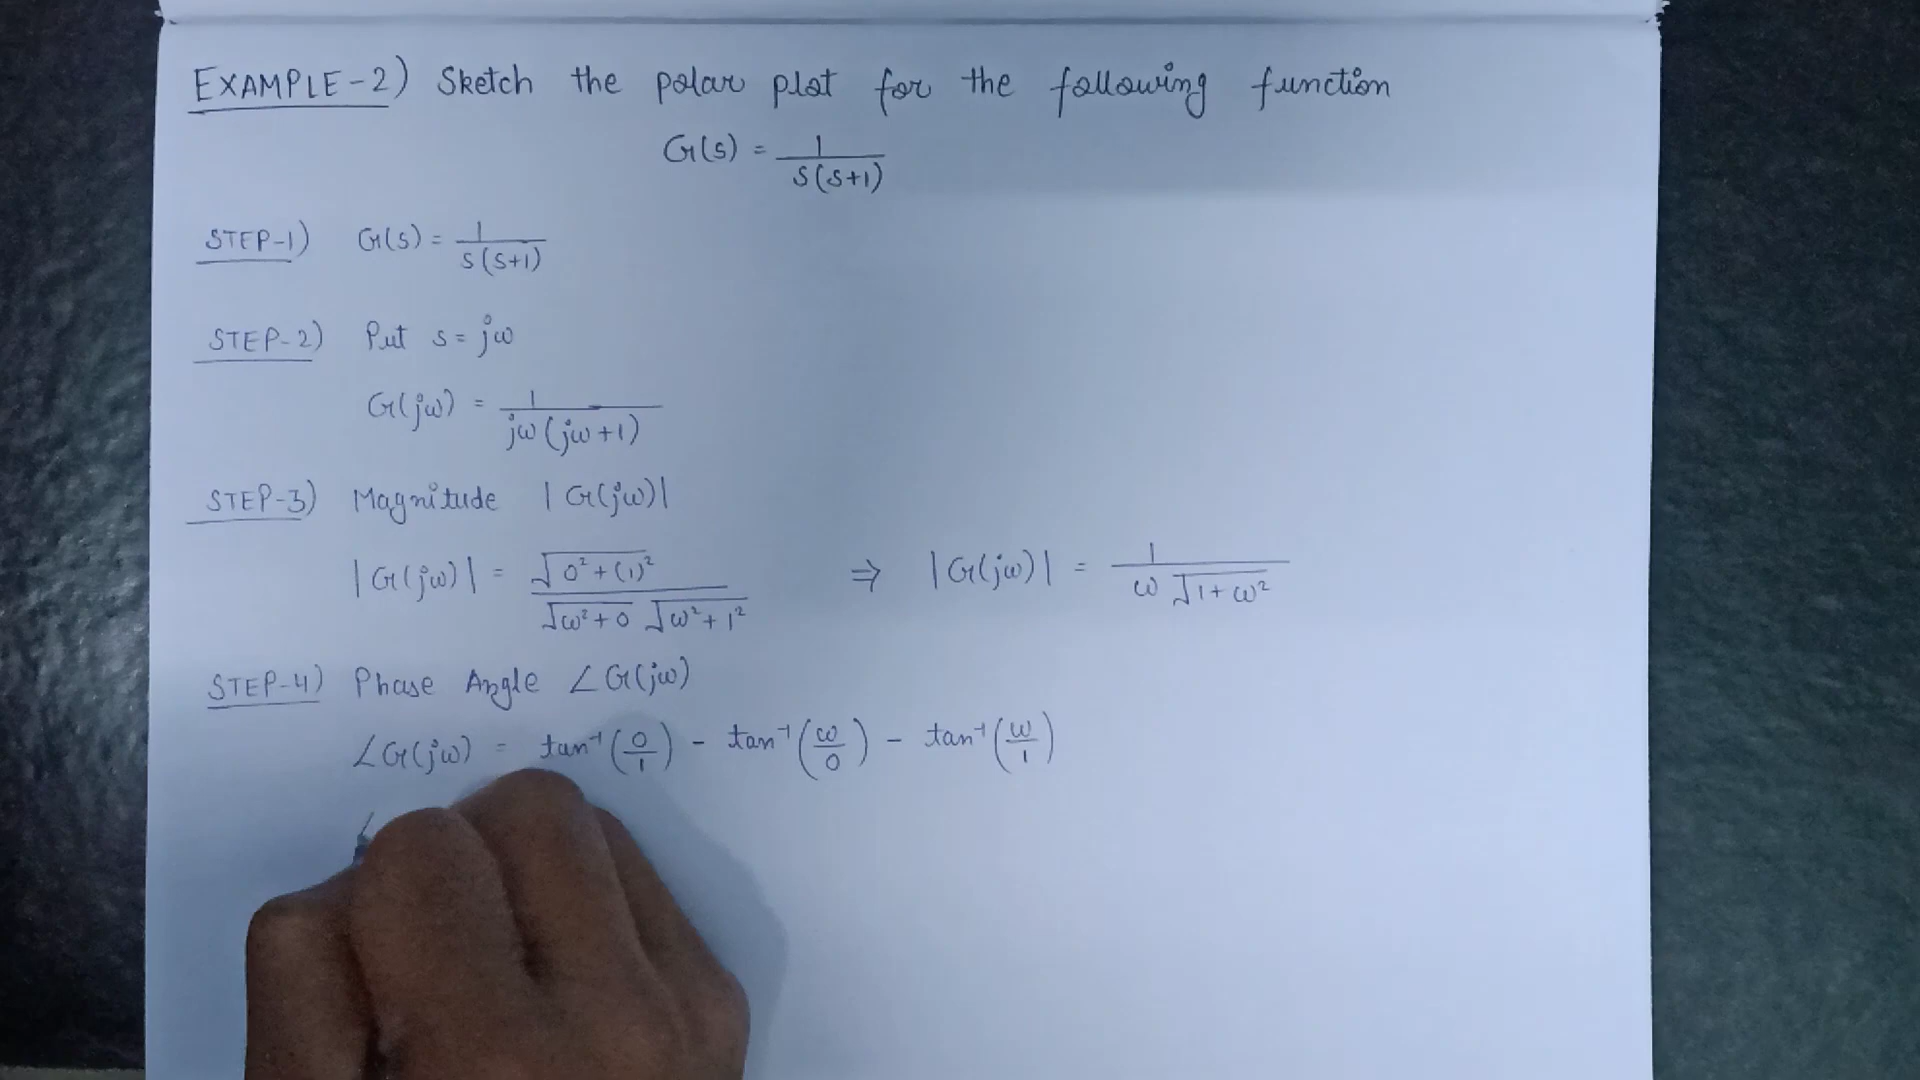 EXAMPLE-2) Sketch the polar plot for the following function
G(s) = 1/s(s+1)
STEP-1) G(s) = 1/s(s+1)
STEP-2) Put s = jω
G(jω) = 1/jω(jω+1)
STEP-3) Magnitude |G(jω)|
|G(jω)| = √0²+(1)²/√ω²+0 √ω²+1² ⇒ |G(jω)| = 1/ω√1+ω²
STEP-4) Phase Angle ∠G(jω)
∠G(jω) = tan⁻¹(0/1) - tan⁻¹(ω/0) - tan⁻¹(ω/1)